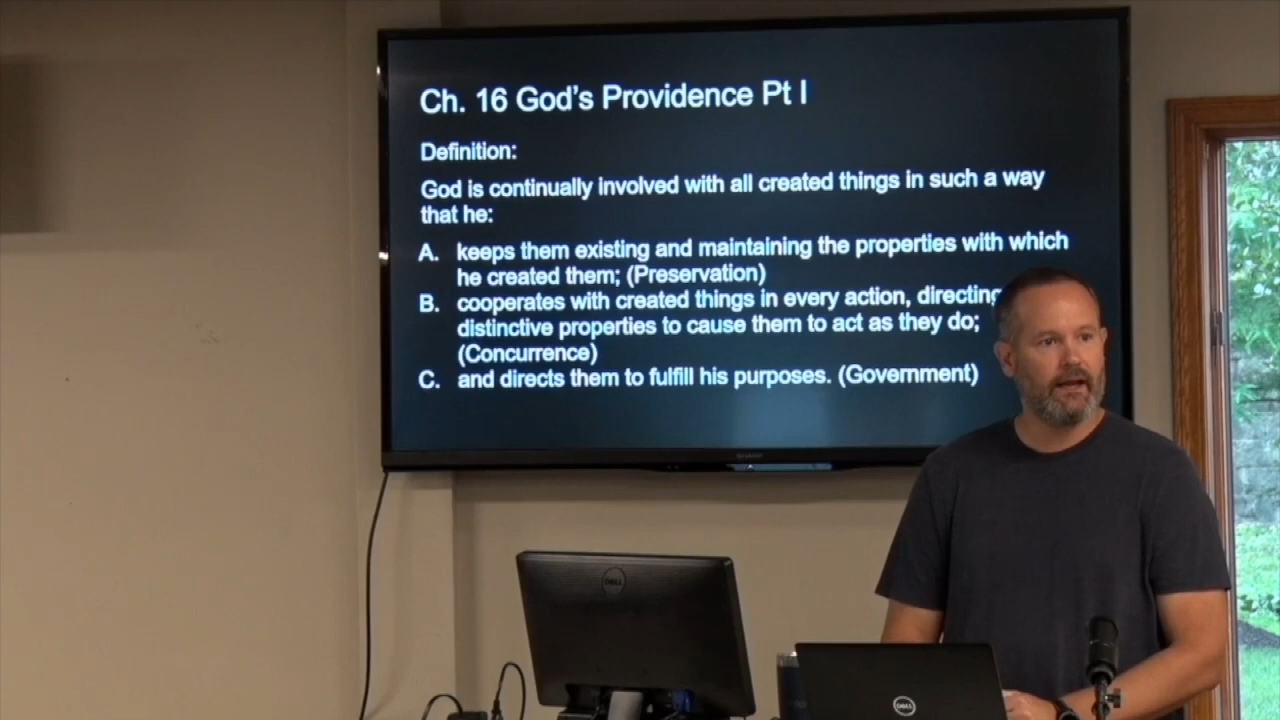 Ch. 16 God's Providence Pt I
Definition:
God is continually involved with all created things in such a way
that he:
A. keeps them existing and maintaining the properties with which
he created them; (Preservation)
B. cooperates with created things in every action, directing
distinctive properties to cause them to act as they do;
(Concurrence)
C. and directs them to fulfill his purposes. (Government)
SHARP
DELL
DELL